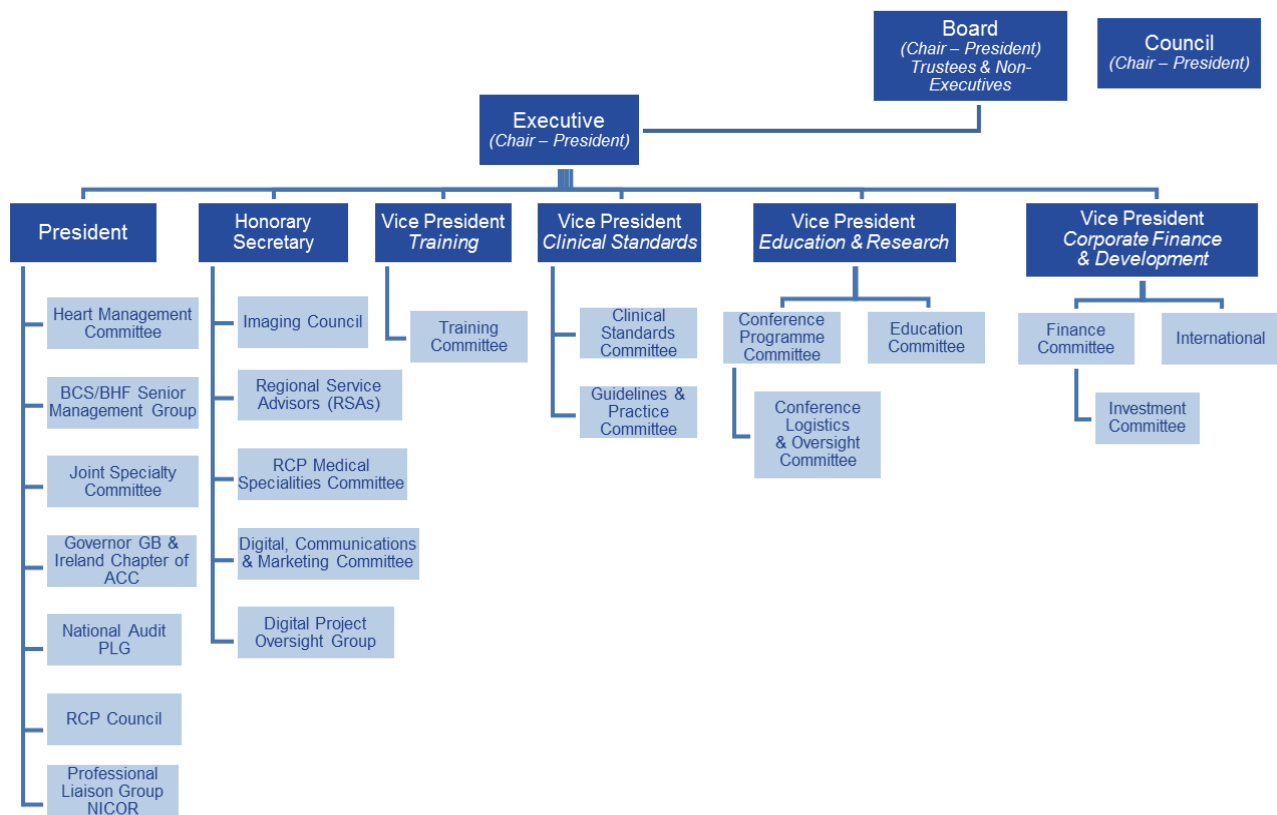 Board
(Chair – President)
Trustees & Non-
Executives
Council
(Chair – President)
Executive
(Chair – President)
President
Honorary
Secretary
Vice President
Training
Vice President
Clinical Standards
Vice President
Education & Research
Vice President
Corporate Finance
& Development
Heart Management
Committee
BCS/BHF Senior
Management Group
Joint Specialty
Committee
Governor GB &
Ireland Chapter of
ACC
National Audit
PLG
RCP Council
Professional
Liaison Group
NICOR
Imaging Council
Regional Service
Advisors (RSAs)
RCP Medical
Specialities Committee
Digital, Communications
& Marketing Committee
Digital Project
Oversight Group
Training
Committee
Clinical
Standards
Committee
Guidelines &
Practice
Committee
Conference
Programme
Committee
Conference
Logistics
& Oversight
Committee
Education
Committee
Finance
Committee
Investment
Committee
International